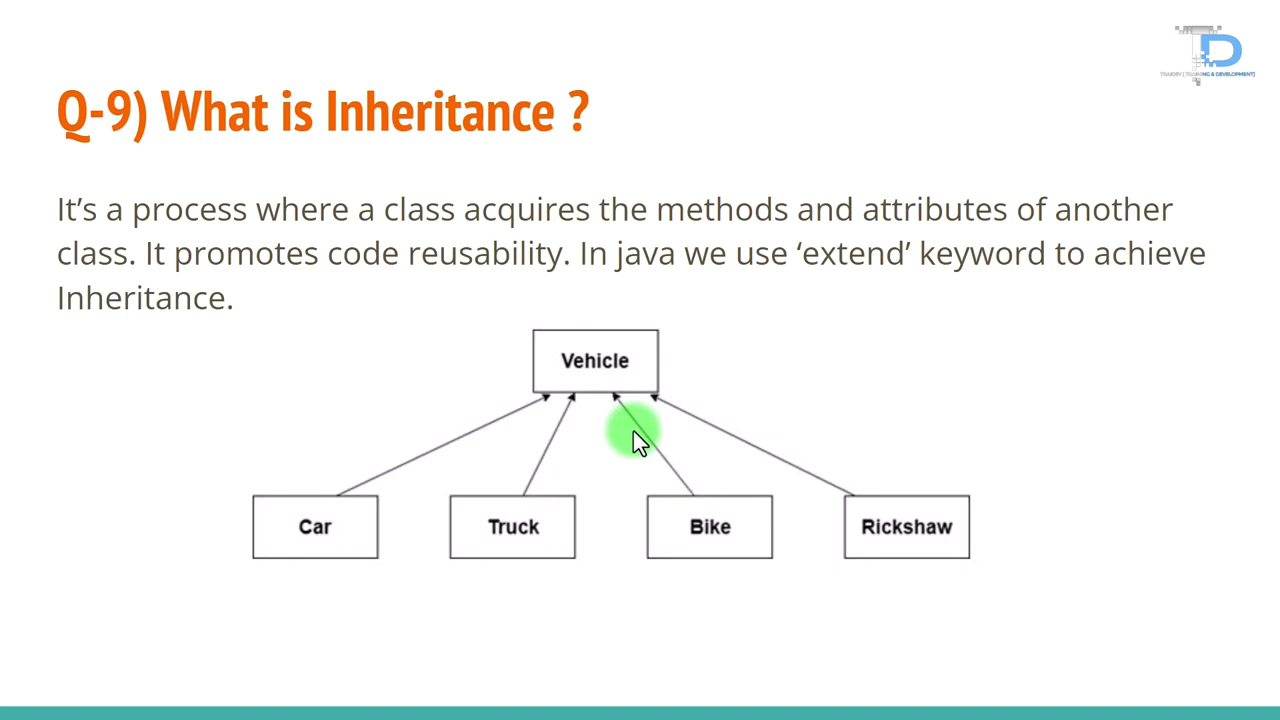 Q-9) What is Inheritance ?
It’s a process where a class acquires the methods and attributes of another
class. It promotes code reusability. In java we use ‘extend’ keyword to achieve
Inheritance.
Vehicle
Car
Truck
Bike
Rickshaw